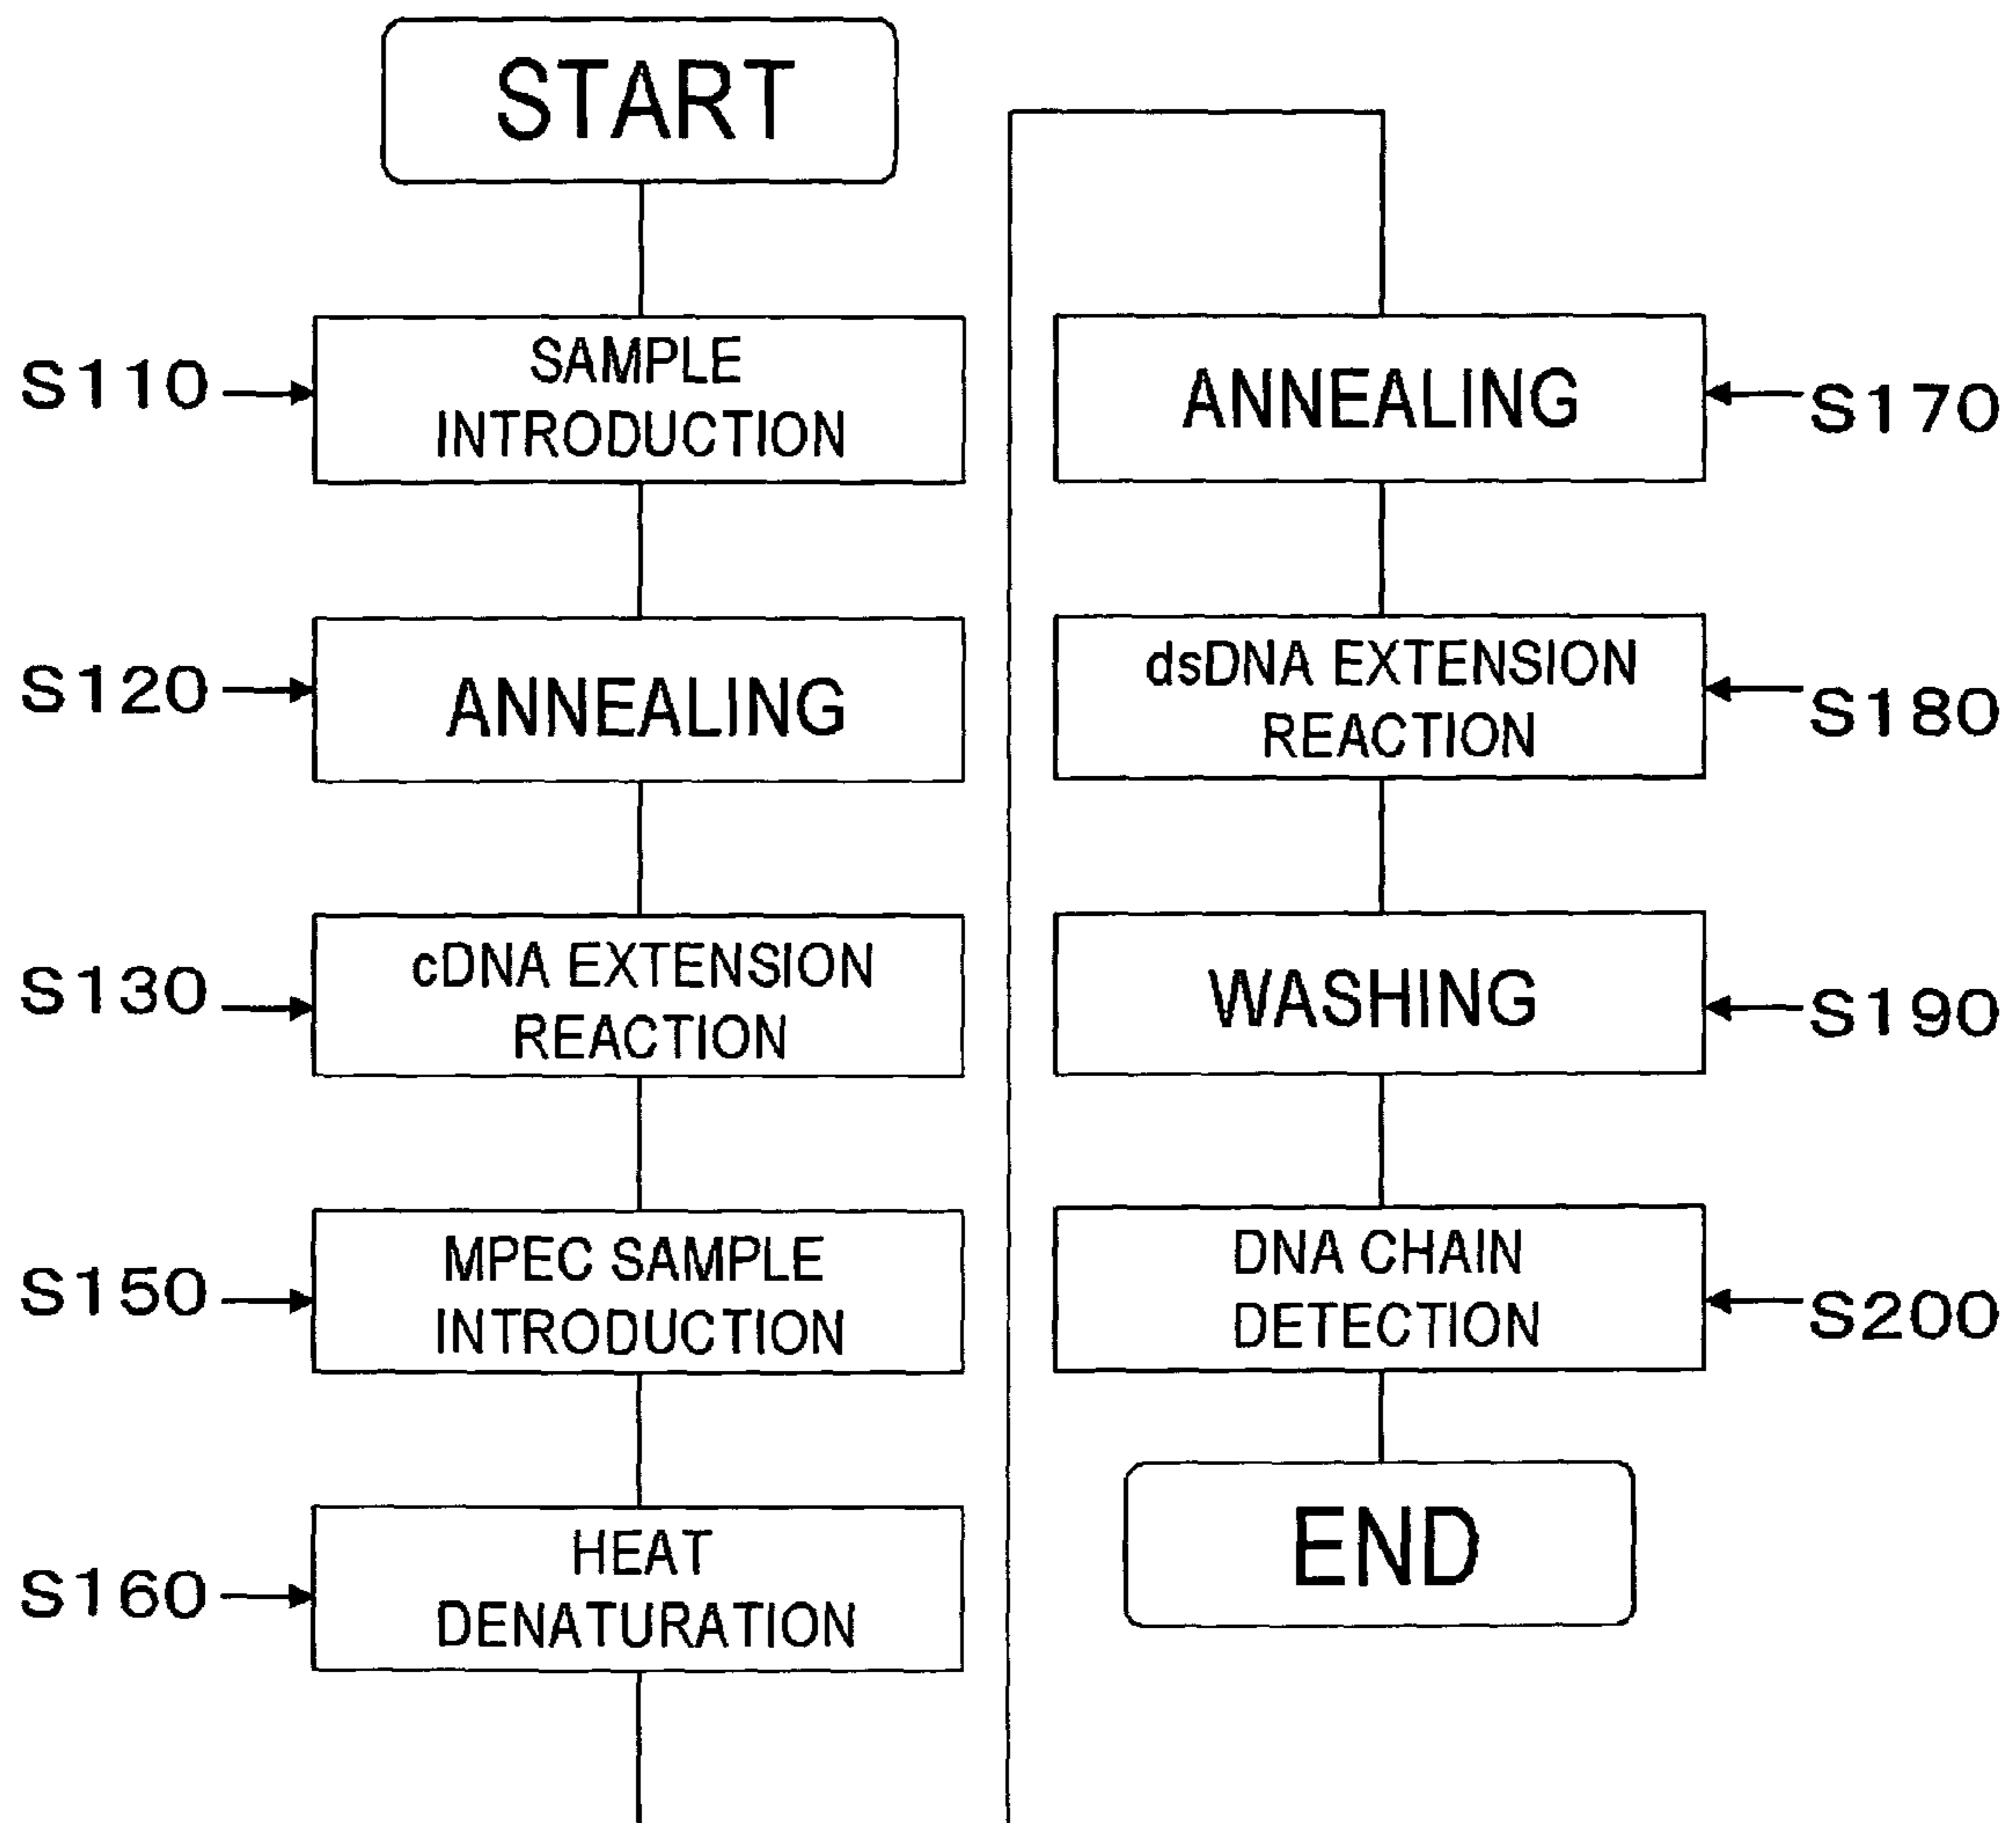 START
S110
SAMPLE
INTRODUCTION
S120
ANNEALING
S130
cDNA EXTENSION
REACTION
S150
MPEC SAMPLE
INTRODUCTION
S160
HEAT
DENATURATION
ANNEALING
S170
dsDNA EXTENSION
REACTION
S180
WASHING
S190
DNA CHAIN
DETECTION
S200
END